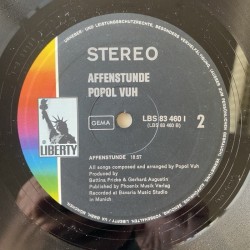 STEREO
AFFENSTUNDE
POPOL VUH
GEMA
LBS 83 460 I
(LBS 83 460 B)
2
LIBERTY
AFFENSTUNDE 18:57
All songs composed and arranged by Popol Vuh
Produced by
Bettina Fricke & Gerhard Augustin
Published by Phoenix Musik Verlag
Recorded at Bavaria Music Studio
in Munich